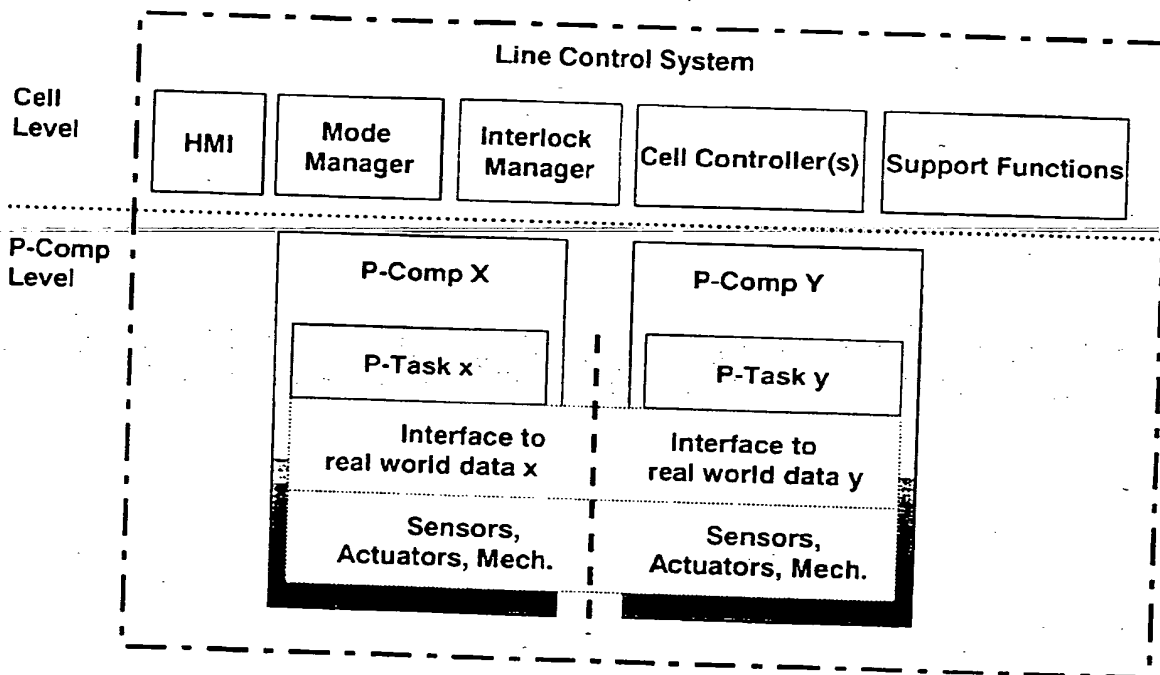 Line Control System
Cell
Level
HMI
Mode
Manager
Interlock
Manager
Cell Controller(s)
Support Functions
P-Comp
Level
P-Comp X
P-Comp Y
P-Task x
P-Task y
Interface to
real world data x
Interface to
real world data y
Sensors,
Actuators, Mech.
Sensors,
Actuators, Mech.